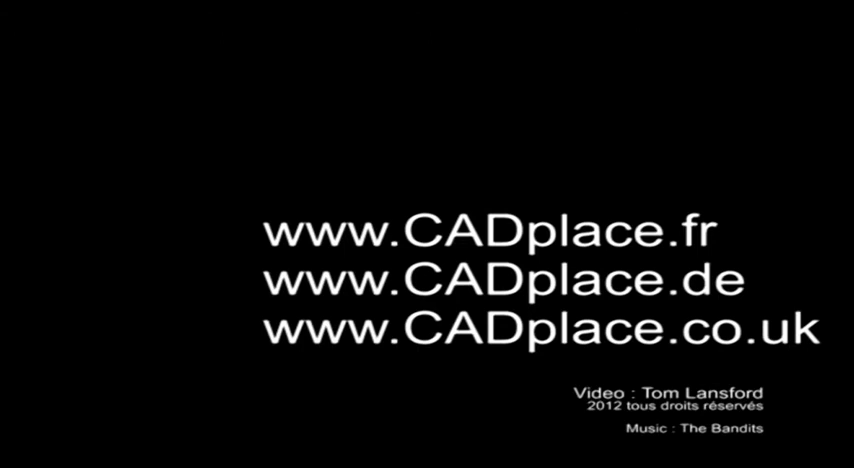 www.CADplace.fr
www.CADplace.de
www.CADplace.co.uk
Video : Tom Lansford
2012 tous droits réservés
Music : The Bandits